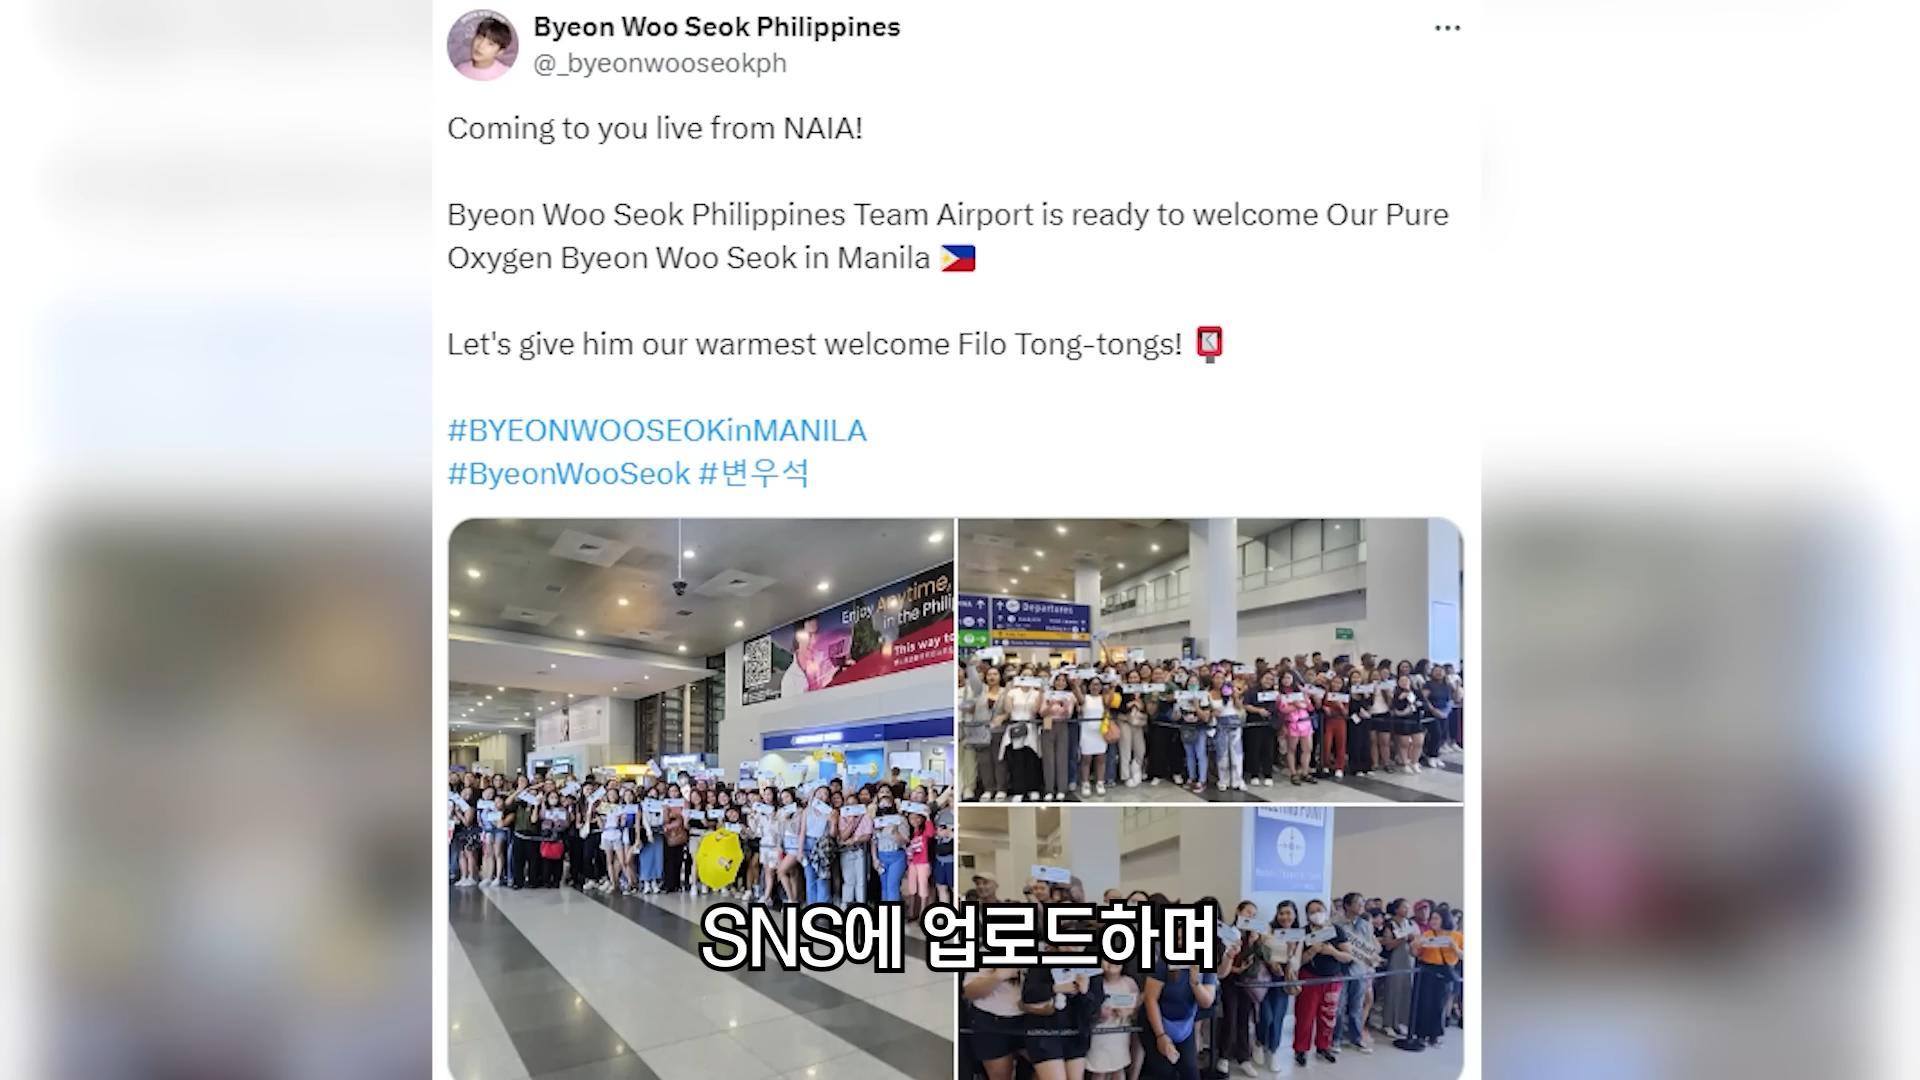 Byeon Woo Seok Philippines
@_byeonwooseokph
Coming to you live from NAIA!
Byeon Woo Seok Philippines Team Airport is ready to welcome Our Pure
Oxygen Byeon Woo Seok in Manila
Let's give him our warmest welcome Filo Tong-tongs!
#BYEONWOOSEOKinMANILA
#ByeonWooSeok #변우석
Enjoy Anytime,
in the Phili
This way to
Departures
MEETING POINT
SNS에 업로드하며